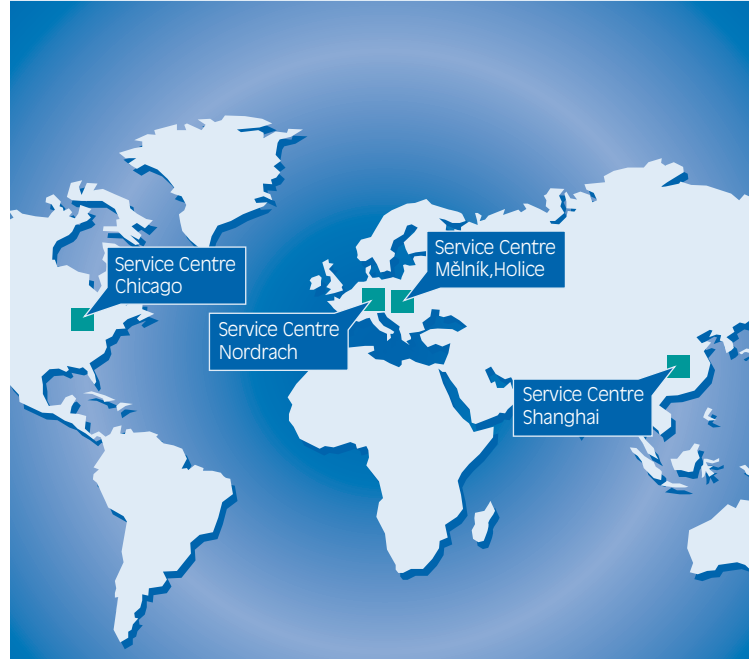 Service Centre
Mělník,Holice
Service Centre
Chicago
Service Centre
Nordrach
Service Centre
Shanghai